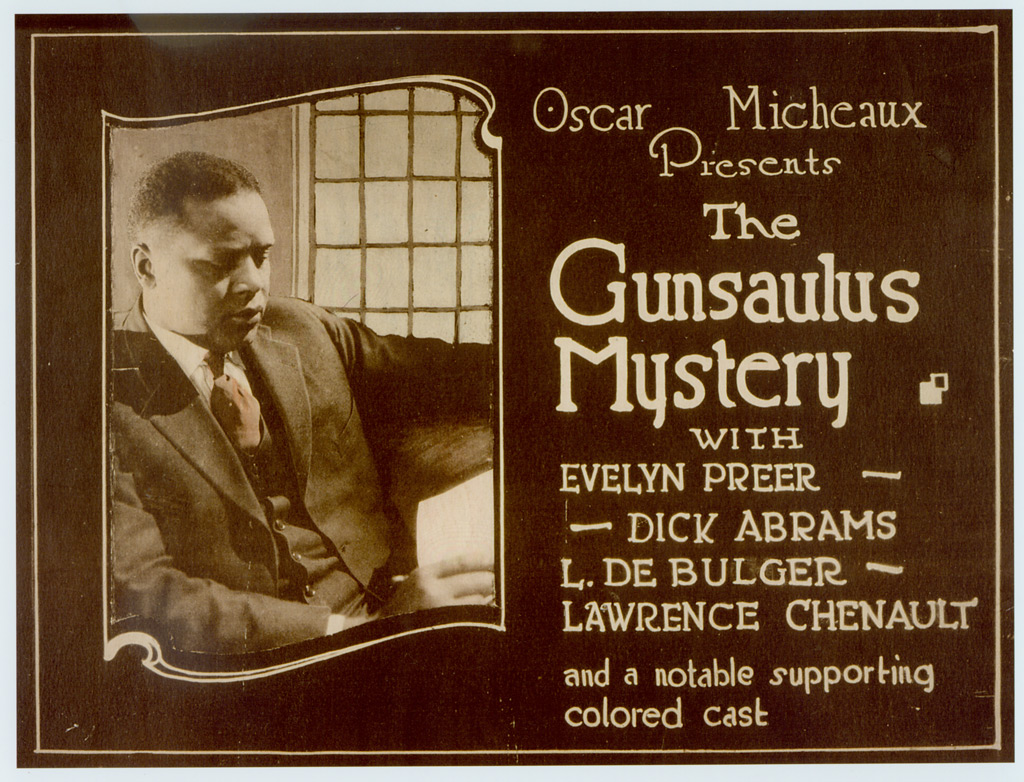 Oscar Micheaux
Presents
The
Gunsaulus
Mystery
WITH
EVELYN PREER —
— DICK ABRAMS
L. DE BULGER —
LAWRENCE CHENAULT
and a notable supporting
colored cast